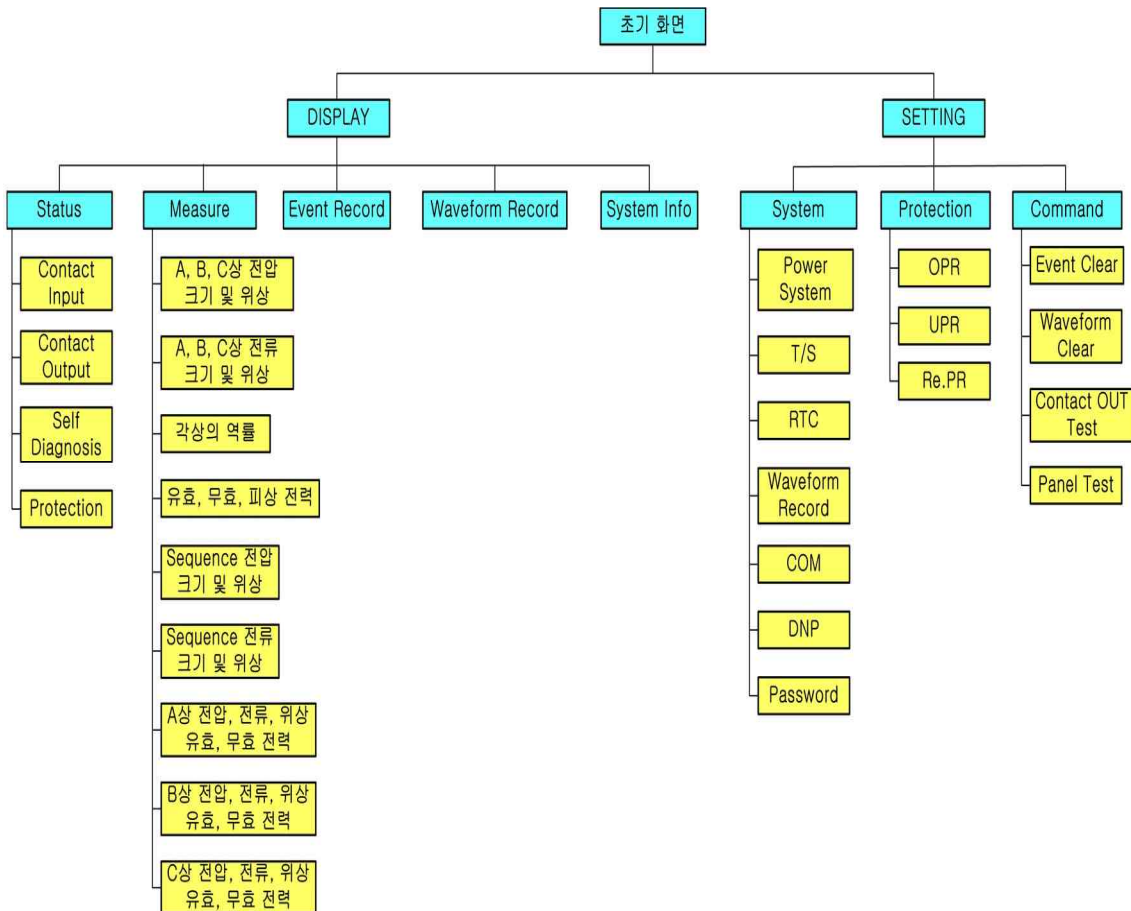 초기 화면
DISPLAY
SETTING
Status
Measure
Event Record
Waveform Record
System Info
System
Protection
Command
Contact
Input
Contact
Output
Self
Diagnosis
Protection
A, B, C상 전압
크기 및 위상
A, B, C상 전류
크기 및 위상
각상의 역률
유효, 무효, 피상 전력
Sequence 전압
크기 및 위상
Sequence 전류
크기 및 위상
A상 전압, 전류, 위상
유효, 무효 전력
B상 전압, 전류, 위상
유효, 무효 전력
C상 전압, 전류, 위상
유효, 무효 전력
Power
System
T/S
RTC
Waveform
Record
COM
DNP
Password
OPR
UPR
Re.PR
Event Clear
Waveform
Clear
Contact OUT
Test
Panel Test